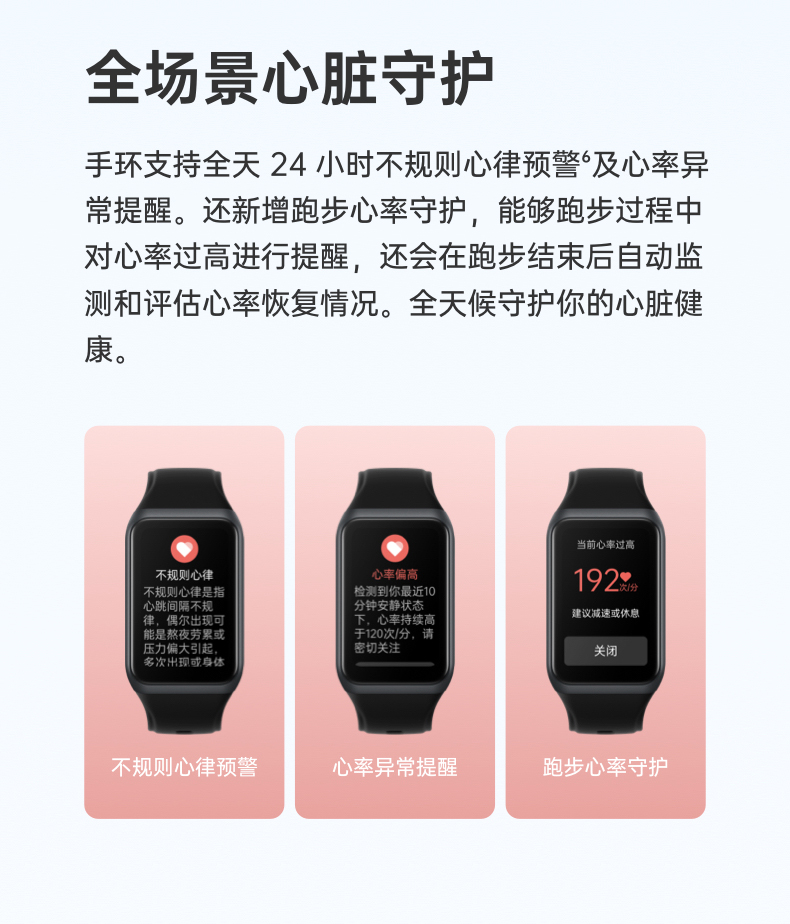 全场景心脏守护
手环支持全天 24 小时不规则心律预警⁶及心率异
常提醒。还新增跑步心率守护，能够跑步过程中
对心率过高进行提醒，还会在跑步结束后自动监
测和评估心率恢复情况。全天候守护你的心脏健
康。
不规则心律
不规则心律是指
心跳间隔不规
律，偶尔出现可
能是熬夜劳累或
压力偏大引起，
多次出现或身体
不规则心律预警
心率偏高
检测到你最近10
分钟安静状态
下，心率持续高
于120次/分，请
密切关注
心率异常提醒
当前心率过高
192次/分
建议减速或休息
关闭
跑步心率守护